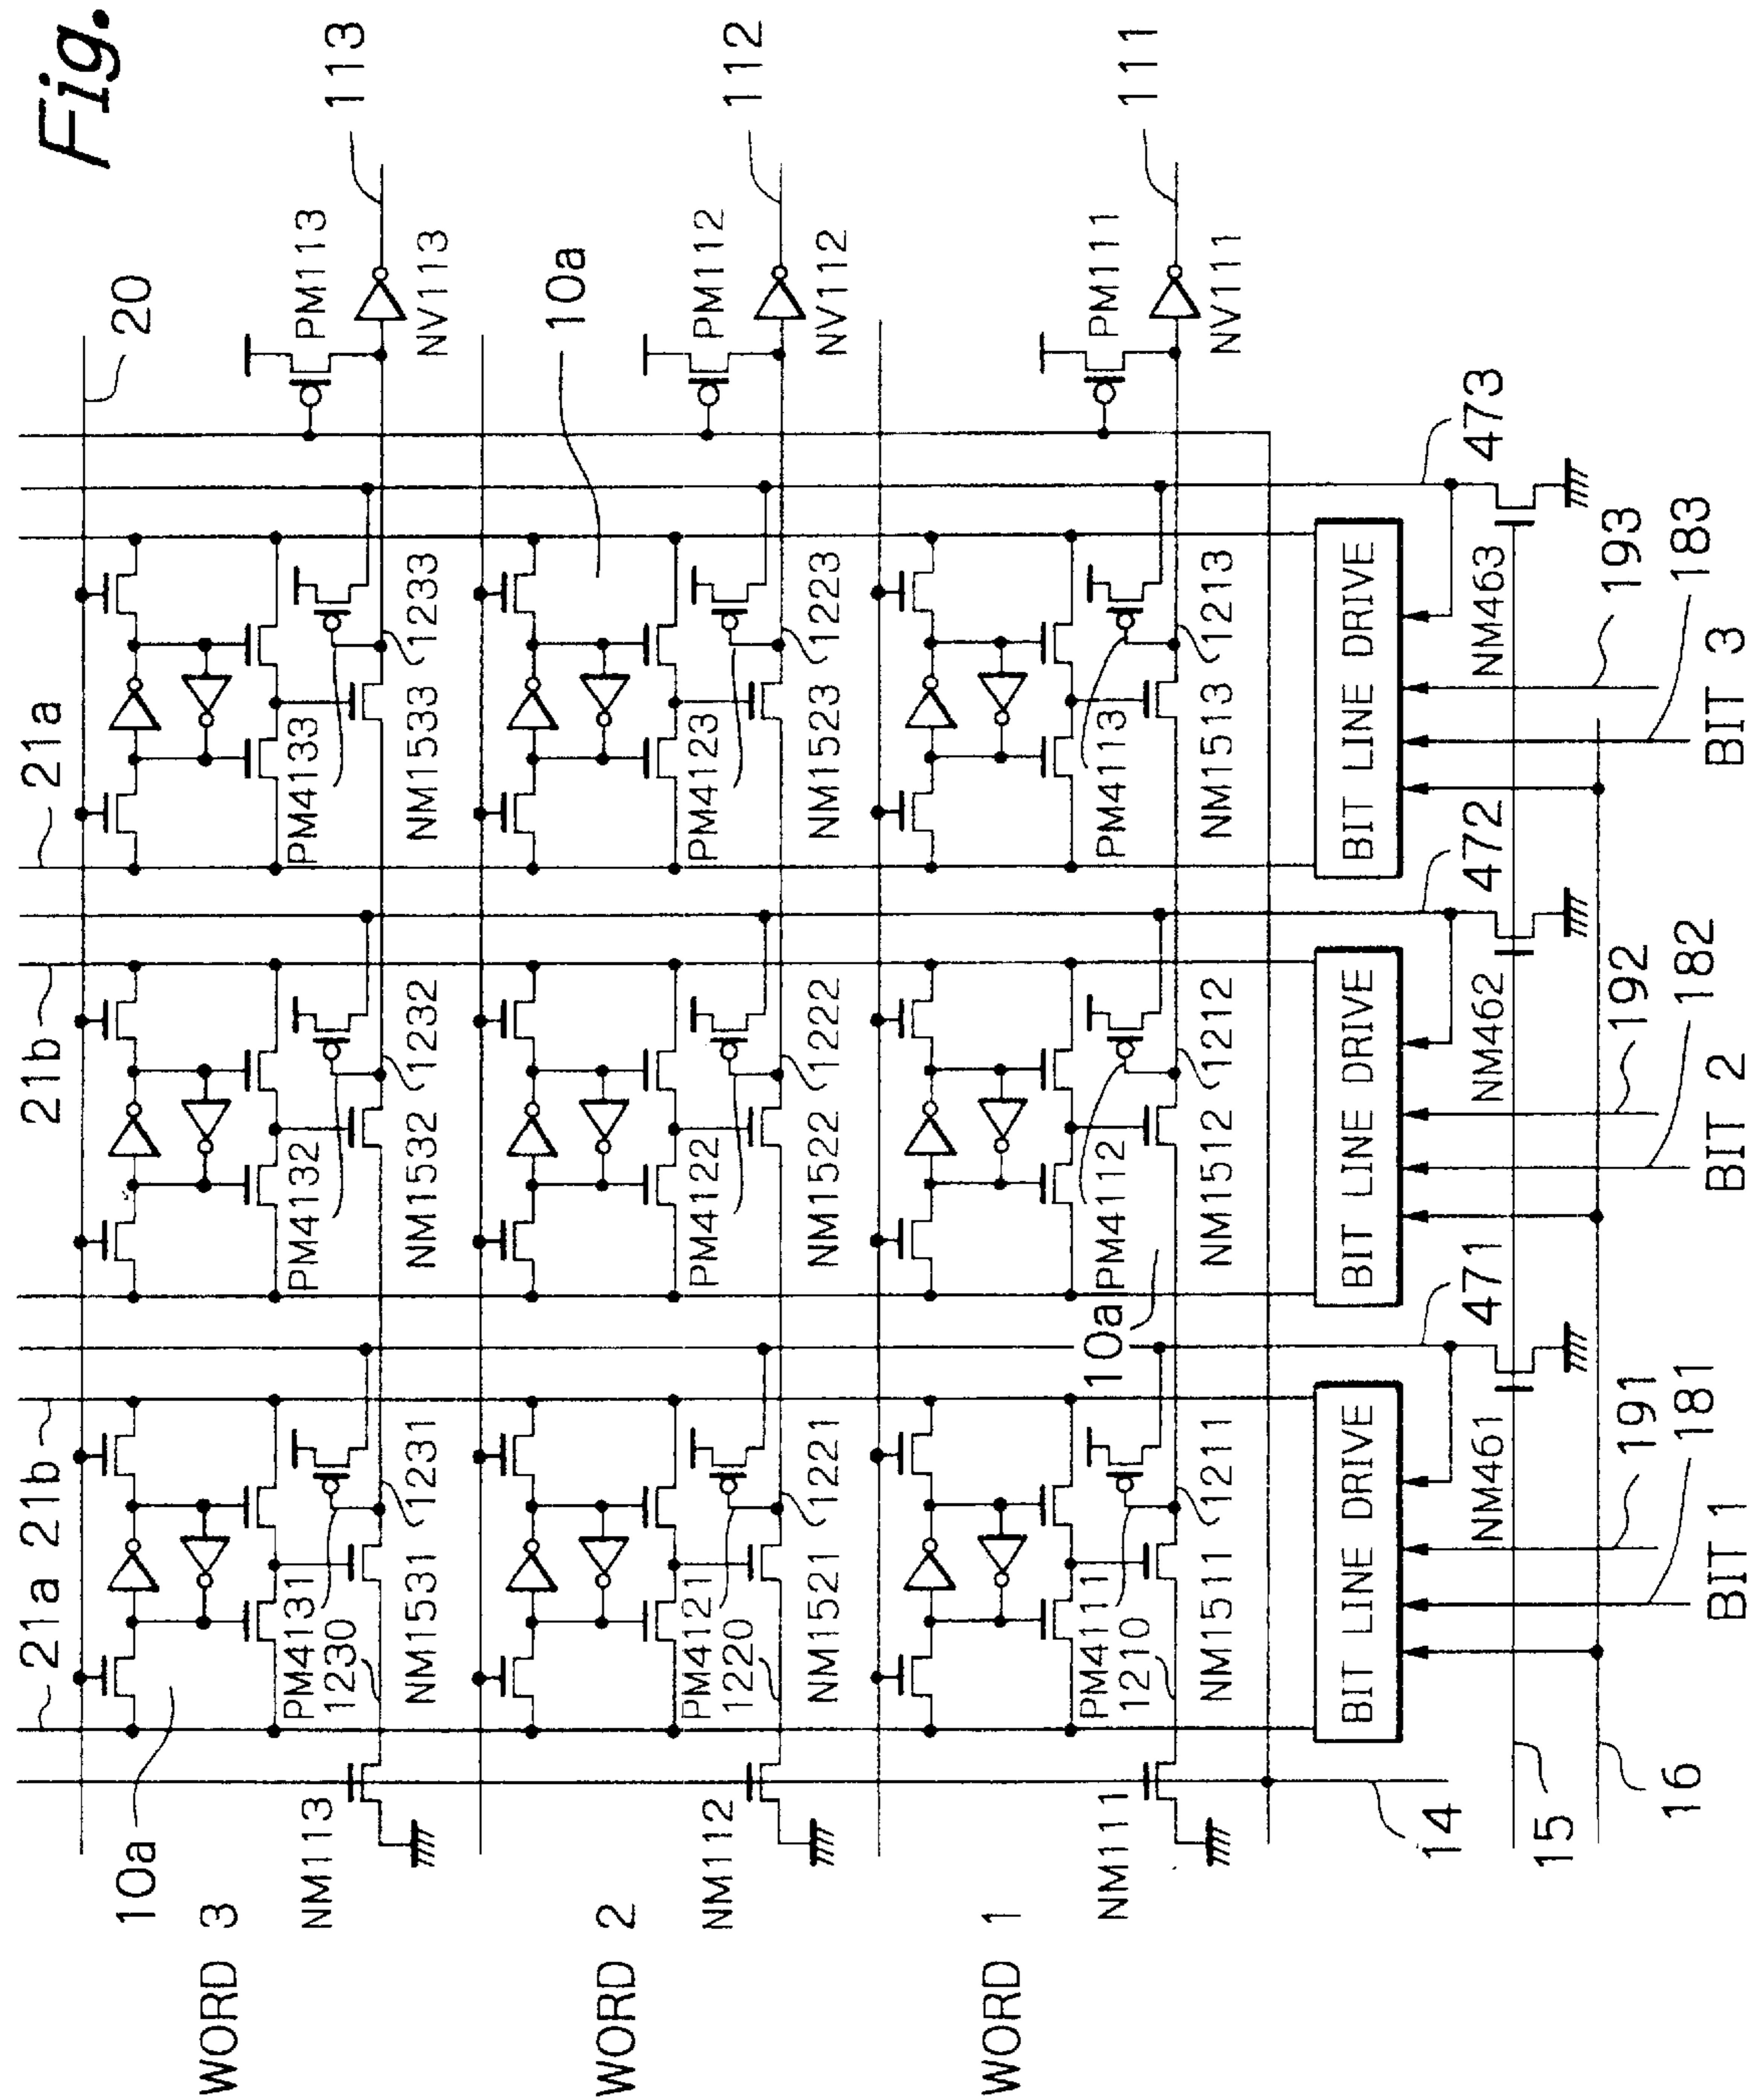 Fig.
21a 21b
21b
21a
10a
20
WORD 3
PM4131
PM4132
PM4133
PM113
NM113
1230
113
NM1531
1231
NM1532
1232
NM1533
1233
NV113
10a
WORD 2
PM4121
PM4122
PM4123
PM112
NM112
1220
112
NM1521
1221
NM1522
1222
NM1523
1223
NV112
WORD 1
PM4111
10a
PM4112
PM4113
PM111
NM111
1210
111
NM1511
1211
NM1512
1212
NM1513
1213
NV111
BIT LINE DRIVE
BIT LINE DRIVE
BIT LINE DRIVE
14
471
472
473
NM461
NM462
NM463
15
191
192
193
16
181
182
183
BIT 1
BIT 2
BIT 3